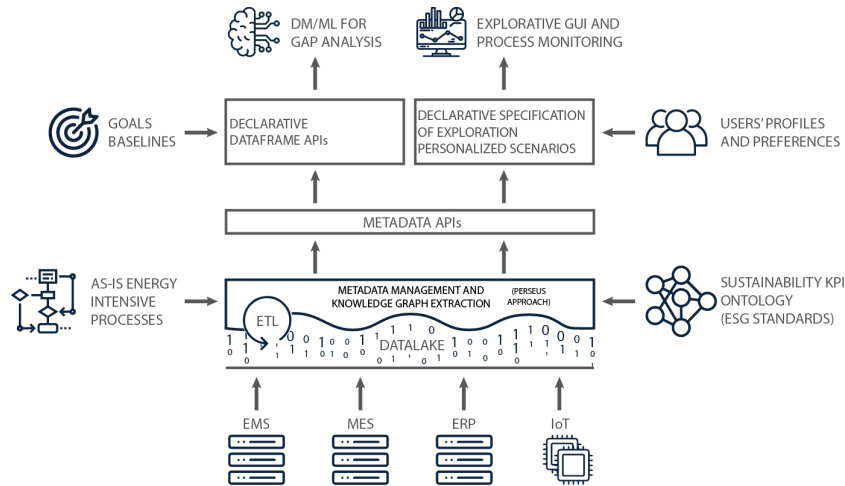 DM/ML FOR
GAP ANALYSIS
EXPLORATIVE GUI AND
PROCESS MONITORING
GOALS
BASELINES
DECLARATIVE
DATAFRAME APIs
DECLARATIVE SPECIFICATION
OF EXPLORATION
PERSONALIZED SCENARIOS
USERS' PROFILES
AND PREFERENCES
METADATA APIs
AS-IS ENERGY
INTENSIVE
PROCESSES
METADATA MANAGEMENT AND
KNOWLEDGE GRAPH EXTRACTION
(PERSEUS
APPROACH)
SUSTAINABILITY KPI
ONTOLOGY
(ESG STANDARDS)
ETL
DATALAKE
EMS
MES
ERP
IoT